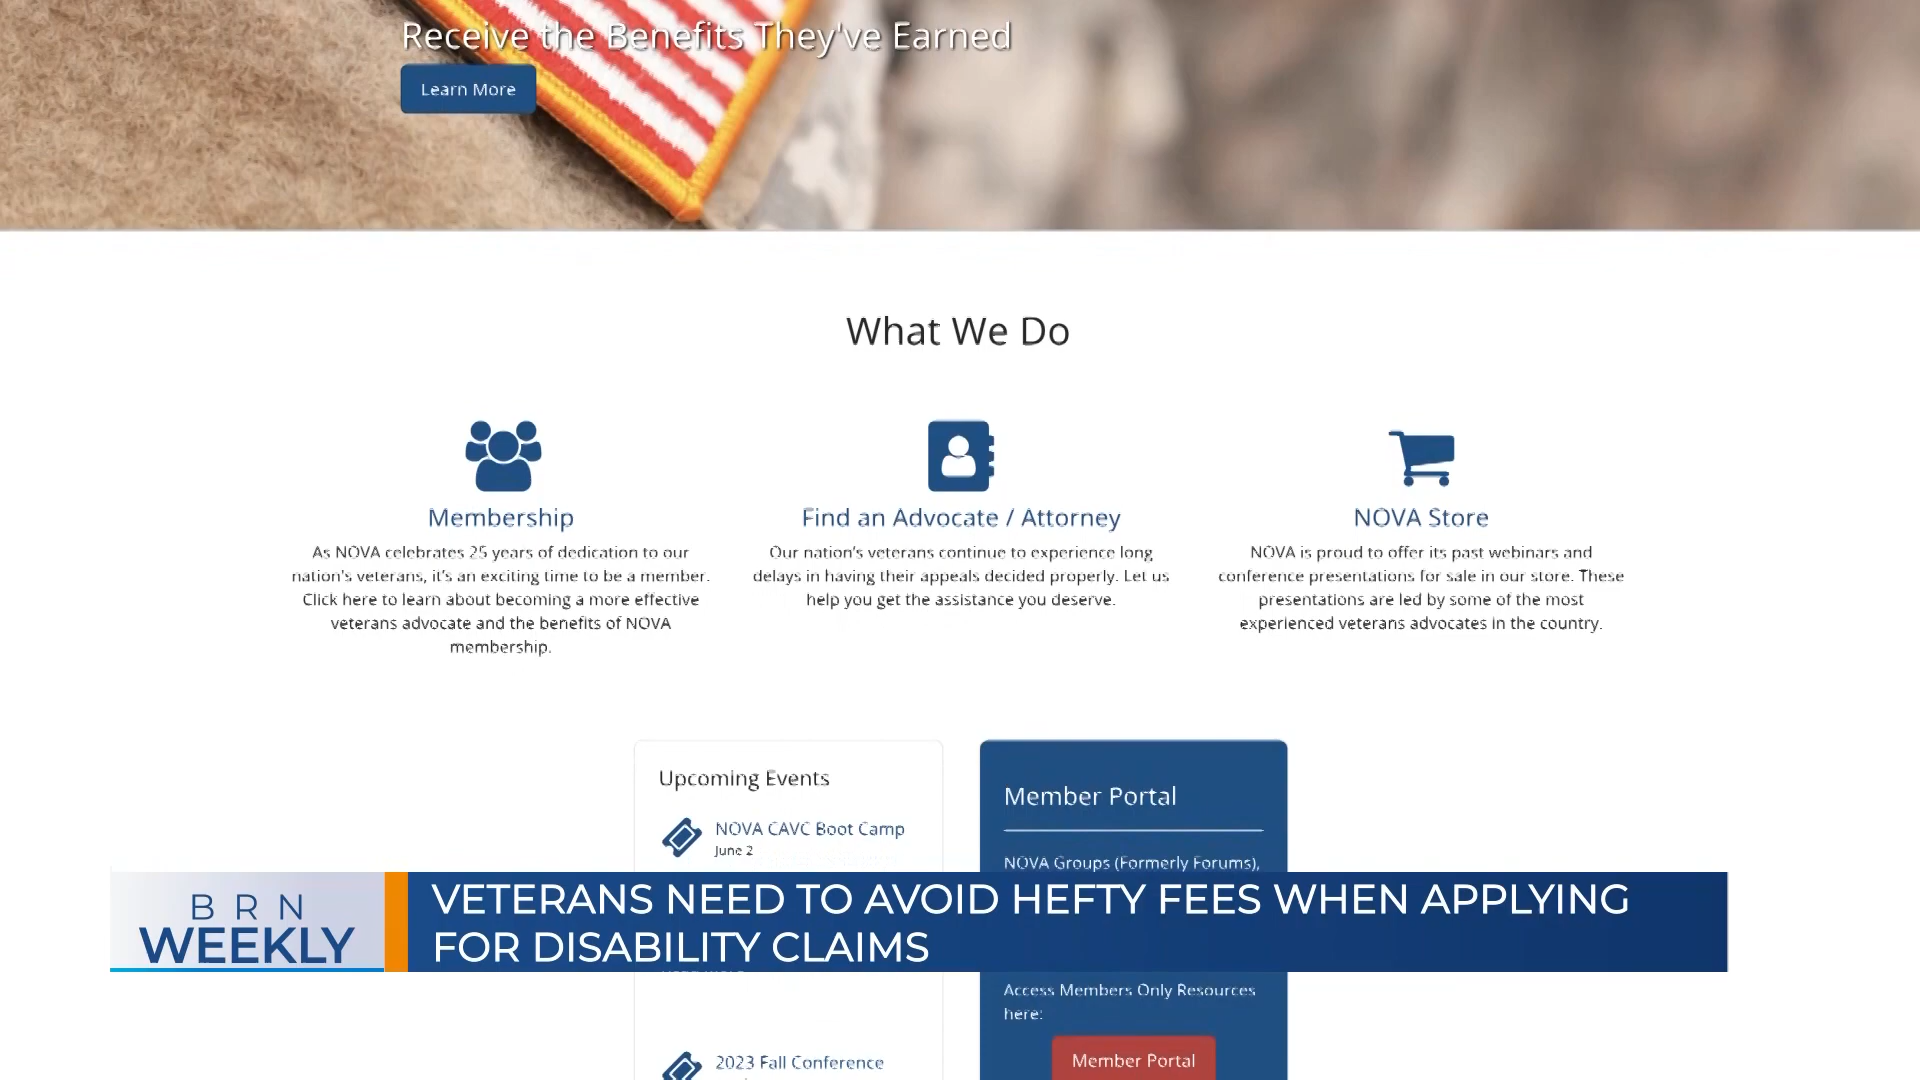 Receive the Benefits They've Earned
Learn More
What We Do
Membership
As NOVA celebrates 25 years of dedication to our
nation's veterans, it's an exciting time to be a member.
Click here to learn about becoming a more effective
veterans advocate and the benefits of NOVA
membership.
Find an Advocate / Attorney
Our nation's veterans continue to experience long
delays in having their appeals decided properly. Let us
help you get the assistance you deserve.
NOVA Store
NOVA is proud to offer its past webinars and
conference presentations for sale in our store. These
presentations are led by some of the most
experienced veterans advocates in the country.
Upcoming Events
NOVA CAVC Boot Camp
June 2
2023 Fall Conference
Member Portal
NOVA Groups (Formerly Forums),
Access Members Only Resources
here:
Member Portal
BRN
WEEKLY
VETERANS NEED TO AVOID HEFTY FEES WHEN APPLYING
FOR DISABILITY CLAIMS